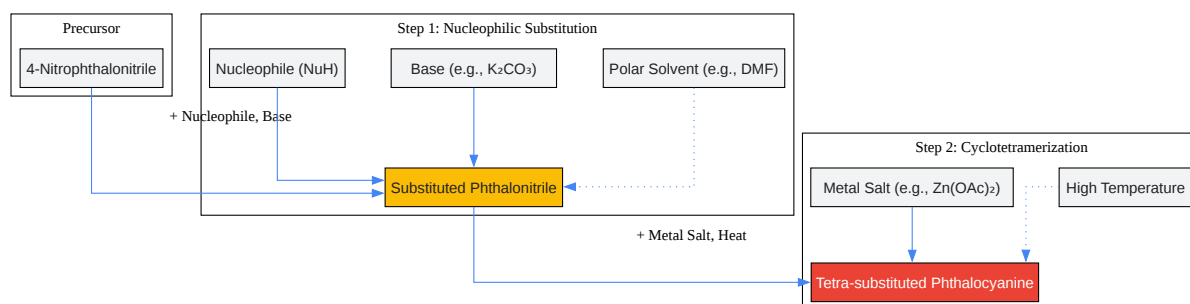 Precursor
4-Nitrophthalonitrile
Step 1: Nucleophilic Substitution
Nucleophile (NuH)
Base (e.g., K₂CO₃)
Polar Solvent (e.g., DMF)
+ Nucleophile, Base
Substituted Phthalonitrile
+ Metal Salt, Heat
Step 2: Cyclotetramerization
Metal Salt (e.g., Zn(OAc)₂)
High Temperature
Tetra-substituted Phthalocyanine